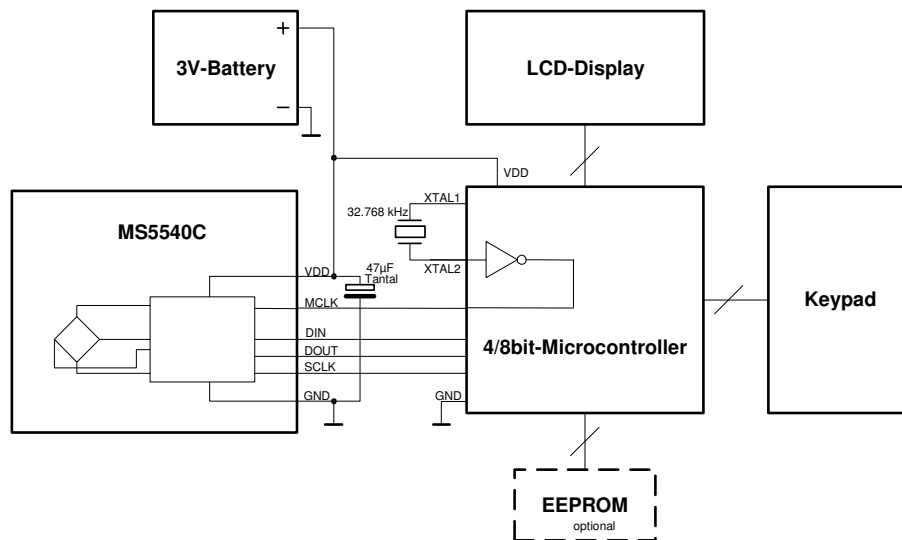 +
3V-Battery
−
LCD-Display
VDD
MS5540C
XTAL1
32.768 kHz
XTAL2
VDD
47µF
Tantal
MCLK
DIN
DOUT
SCLK
GND
4/8bit-Microcontroller
GND
Keypad
EEPROM
optional